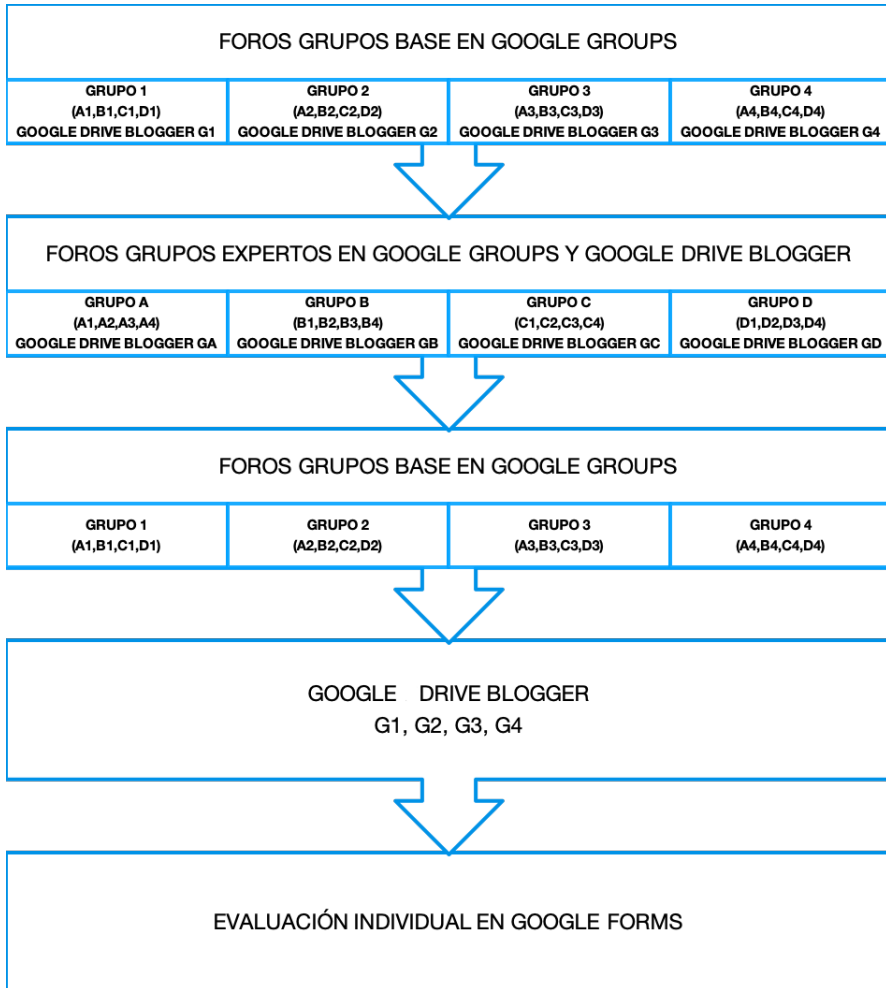 FOROS GRUPOS BASE EN GOOGLE GROUPS
GRUPO 1
(A1,B1,C1,D1)
GOOGLE DRIVE BLOGGER G1
GRUPO 2
(A2,B2,C2,D2)
GOOGLE DRIVE BLOGGER G2
GRUPO 3
(A3,B3,C3,D3)
GOOGLE DRIVE BLOGGER G3
GRUPO 4
(A4,B4,C4,D4)
GOOGLE DRIVE BLOGGER G4
FOROS GRUPOS EXPERTOS EN GOOGLE GROUPS Y GOOGLE DRIVE BLOGGER
GRUPO A
(A1,A2,A3,A4)
GOOGLE DRIVE BLOGGER GA
GRUPO B
(B1,B2,B3,B4)
GOOGLE DRIVE BLOGGER GB
GRUPO C
(C1,C2,C3,C4)
GOOGLE DRIVE BLOGGER GC
GRUPO D
(D1,D2,D3,D4)
GOOGLE DRIVE BLOGGER GD
FOROS GRUPOS BASE EN GOOGLE GROUPS
GRUPO 1
(A1,B1,C1,D1)
GRUPO 2
(A2,B2,C2,D2)
GRUPO 3
(A3,B3,C3,D3)
GRUPO 4
(A4,B4,C4,D4)
GOOGLE DRIVE BLOGGER
G1, G2, G3, G4
EVALUACIÓN INDIVIDUAL EN GOOGLE FORMS